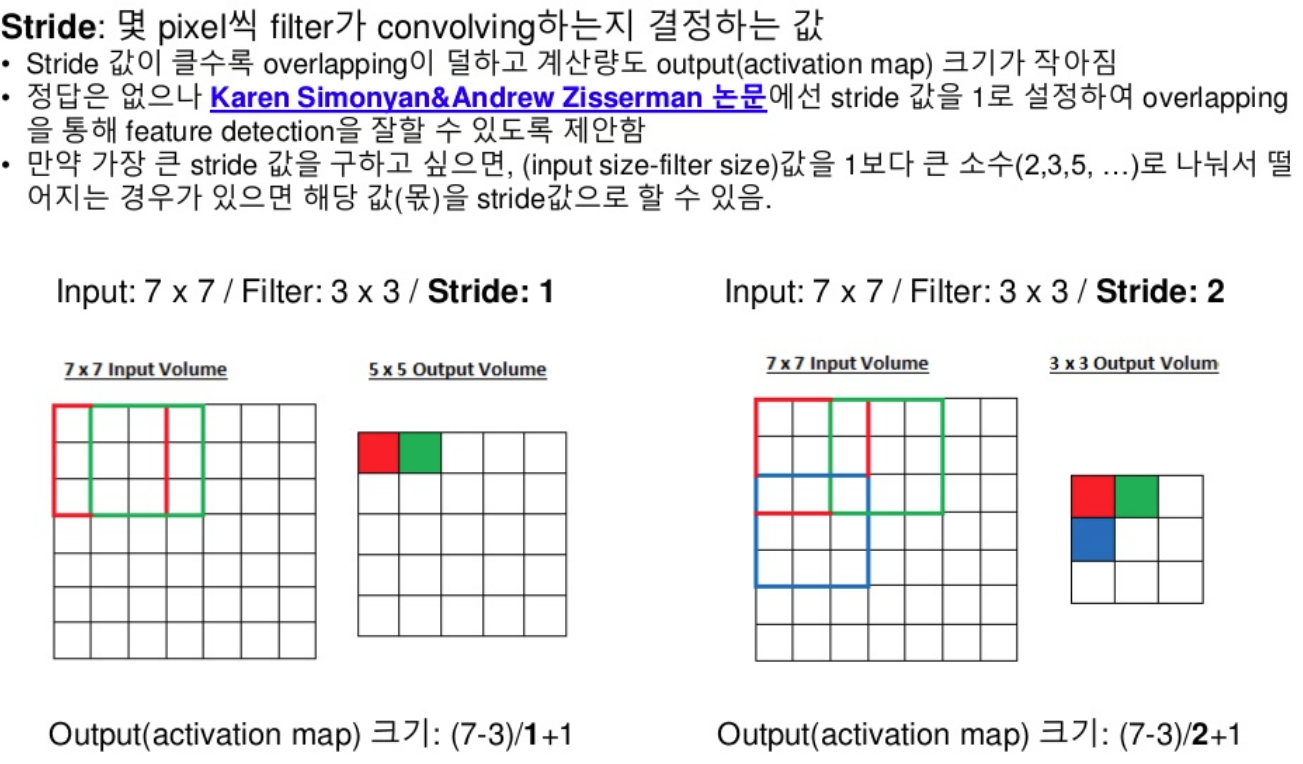 Stride: 몇 pixel씩 filter가 convolving하는지 결정하는 값
• Stride 값이 클수록 overlapping이 덜하고 계산량도 output(activation map) 크기가 작아짐
• 정답은 없으나 Karen Simonyan&Andrew Zisserman 논문에선 stride 값을 1로 설정하여 overlapping
을 통해 feature detection을 잘할 수 있도록 제안함
• 만약 가장 큰 stride 값을 구하고 싶으면, (input size-filter size)값을 1보다 큰 소수(2,3,5, …)로 나눠서 떨
어지는 경우가 있으면 해당 값(몫)을 stride값으로 할 수 있음.
Input: 7 x 7 / Filter: 3 x 3 / Stride: 1
7 x 7 Input Volume
5 x 5 Output Volume
Output(activation map) 크기: (7-3)/1+1
Input: 7 x 7 / Filter: 3 x 3 / Stride: 2
7 x 7 Input Volume
3 x 3 Output Volum
Output(activation map) 크기: (7-3)/2+1